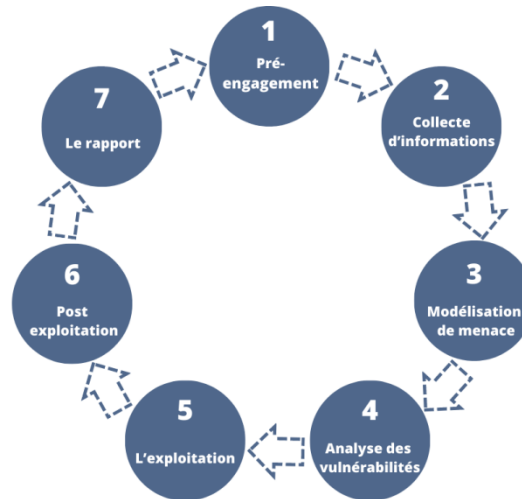 1
Pré-
engagement
2
Collecte
d'informations
3
Modélisation
de menace
4
Analyse des
vulnérabilités
5
L'exploitation
6
Post
exploitation
7
Le rapport